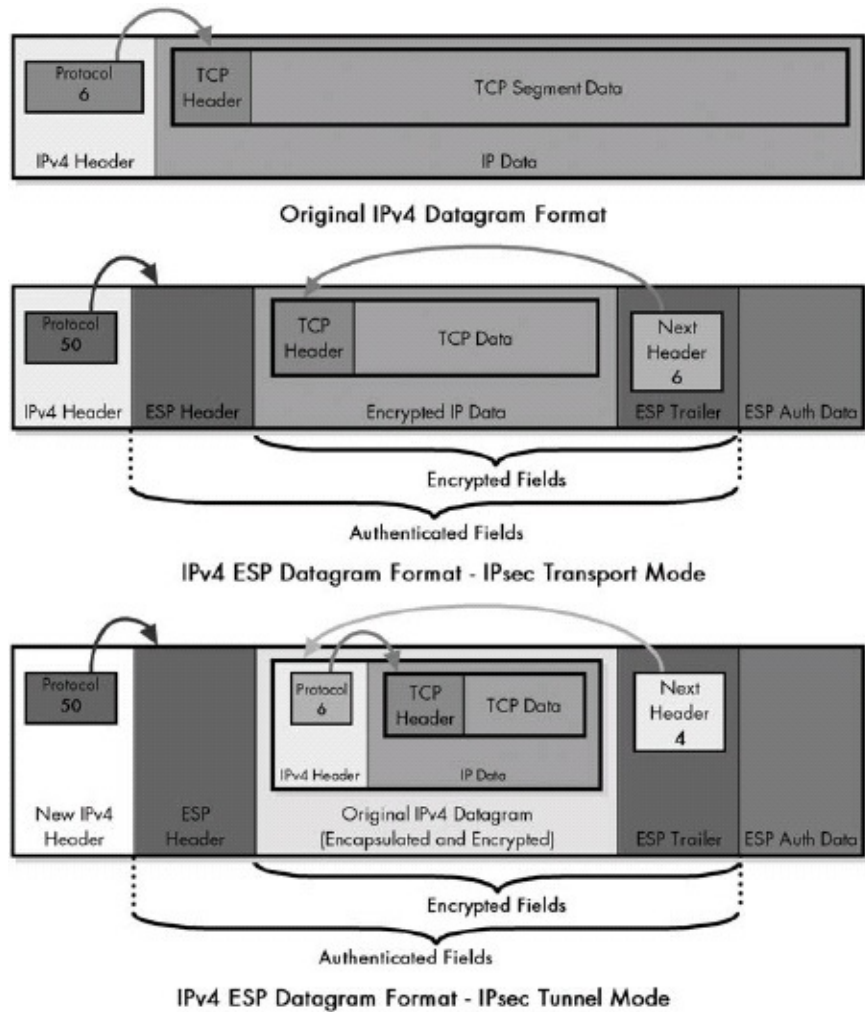 Protocol
6
TCP
Header
TCP Segment Data
IPv4 Header
IP Data
Original IPv4 Datagram Format
Protocol
50
TCP
Header
TCP Data
Next
Header
6
IPv4 Header
ESP Header
Encrypted IP Data
ESP Trailer
ESP Auth Data
Encrypted Fields
Authenticated Fields
IPv4 ESP Datagram Format - IPsec Transport Mode
Protocol
50
Protocol
6
TCP
Header
TCP Data
Next
Header
4
IPv4 Header
IP Data
New IPv4
Header
ESP
Header
Original IPv4 Datagram
(Encapsulated and Encrypted)
ESP Trailer
ESP Auth Data
Encrypted Fields
Authenticated Fields
IPv4 ESP Datagram Format - IPsec Tunnel Mode